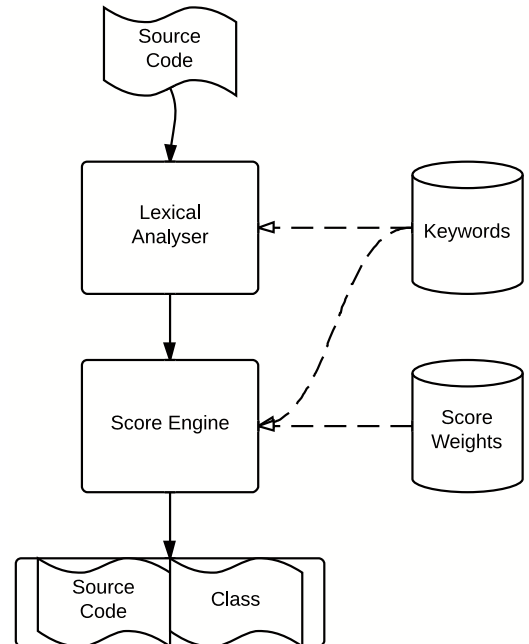 Source
Code
Lexical
Analyser
Keywords
Score Engine
Score
Weights
Source
Code
Class